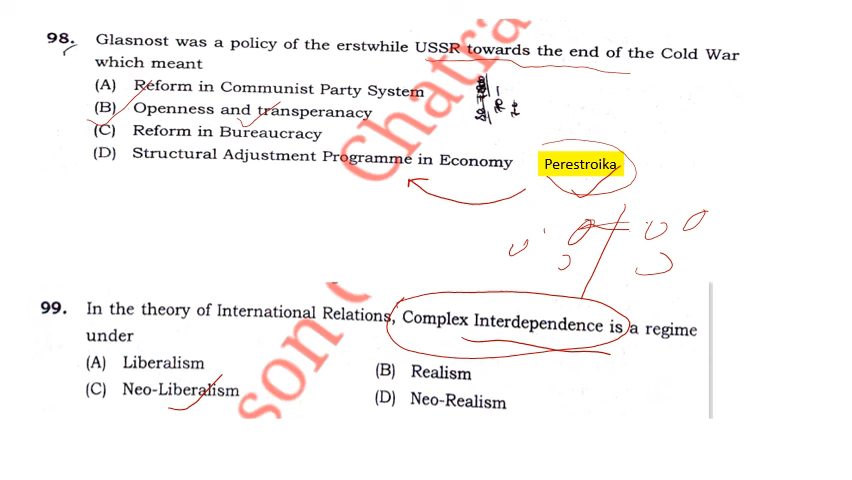 98. Glasnost was a policy of the erstwhile USSR towards the end of the Cold War
which meant
(A) Reform in Communist Party System
(B) Openness and transperanacy
(C) Reform in Bureaucracy
(D) Structural Adjustment Programme in Economy
Perestroika
99. In the theory of International Relations, Complex Interdependence is a regime
under
(A) Liberalism
(B) Realism
(C) Neo-Liberalism
(D) Neo-Realism
son
Chatra